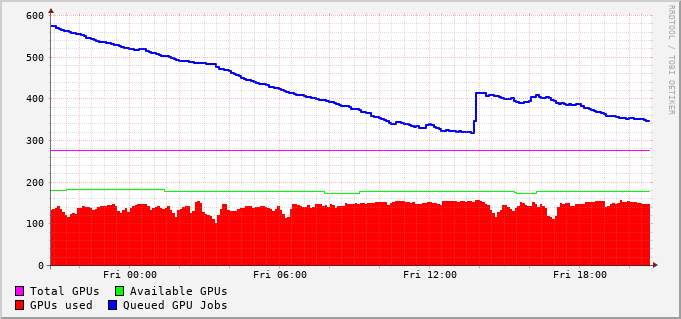 600
500
400
300
200
100
0
Fri 00:00 Fri 06:00 Fri 12:00 Fri 18:00
Total GPUs Available GPUs
GPUs used Queued GPU Jobs
RRDTOOL / TOBI OETIKER